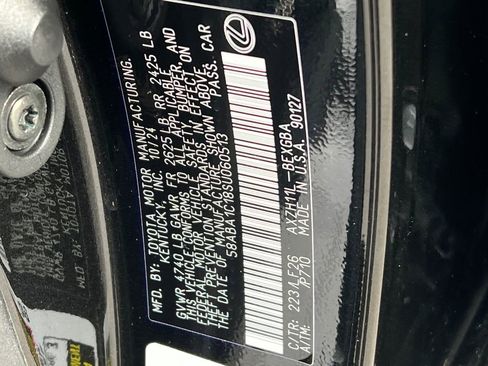 MFD. BY: TOYOTA MOTOR MANUFACTURING,
KENTUCKY, INC. 10/24
GVWR 4740 LB GAWR FR 2625 LB RR 2425 LB
THIS VEHICLE CONFORMS TO ALL APPLICABLE
FEDERAL MOTOR VEHICLE SAFETY, BUMPER, AND
THEFT PREVENTION STANDARDS IN EFFECT ON
THE DATE OF MANUFACTURE SHOWN ABOVE.
58ABA1C18SU060513 PASS. CAR
C/TR: 223 LF26 AXZH11L-BEXGBA
A/TM: P710 MADE IN U.S.A. 90127